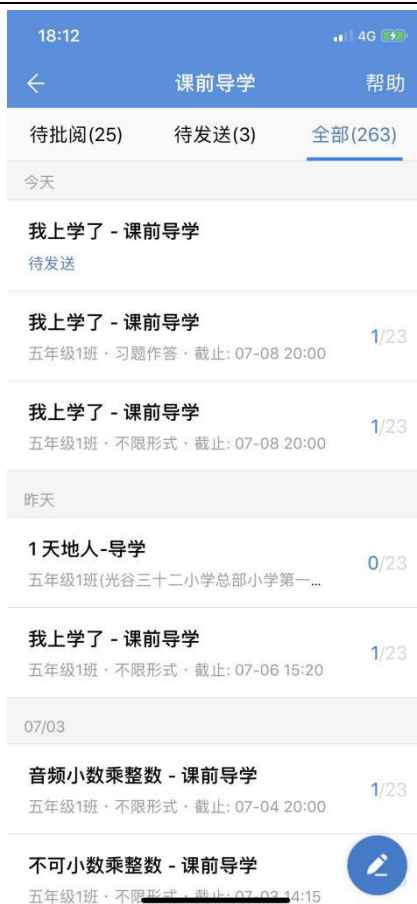 18:12
4G
课前导学
帮助
待批阅(25)
待发送(3)
全部(263)
今天
我上学了 - 课前导学
待发送
我上学了 - 课前导学
1/23
五年级1班 · 习题作答 · 截止: 07-08 20:00
我上学了 - 课前导学
1/23
五年级1班 · 不限形式 · 截止: 07-08 20:00
昨天
1 天地人-导学
0/23
五年级1班(光谷三十二小学总部小学第一...
我上学了 - 课前导学
1/23
五年级1班 · 不限形式 · 截止: 07-06 15:20
07/03
音频小数乘整数 - 课前导学
1/23
五年级1班 · 不限形式 · 截止: 07-04 20:00
不可小数乘整数 - 课前导学
五年级1班 · 不限形式 · 截止: 07-03 14:15